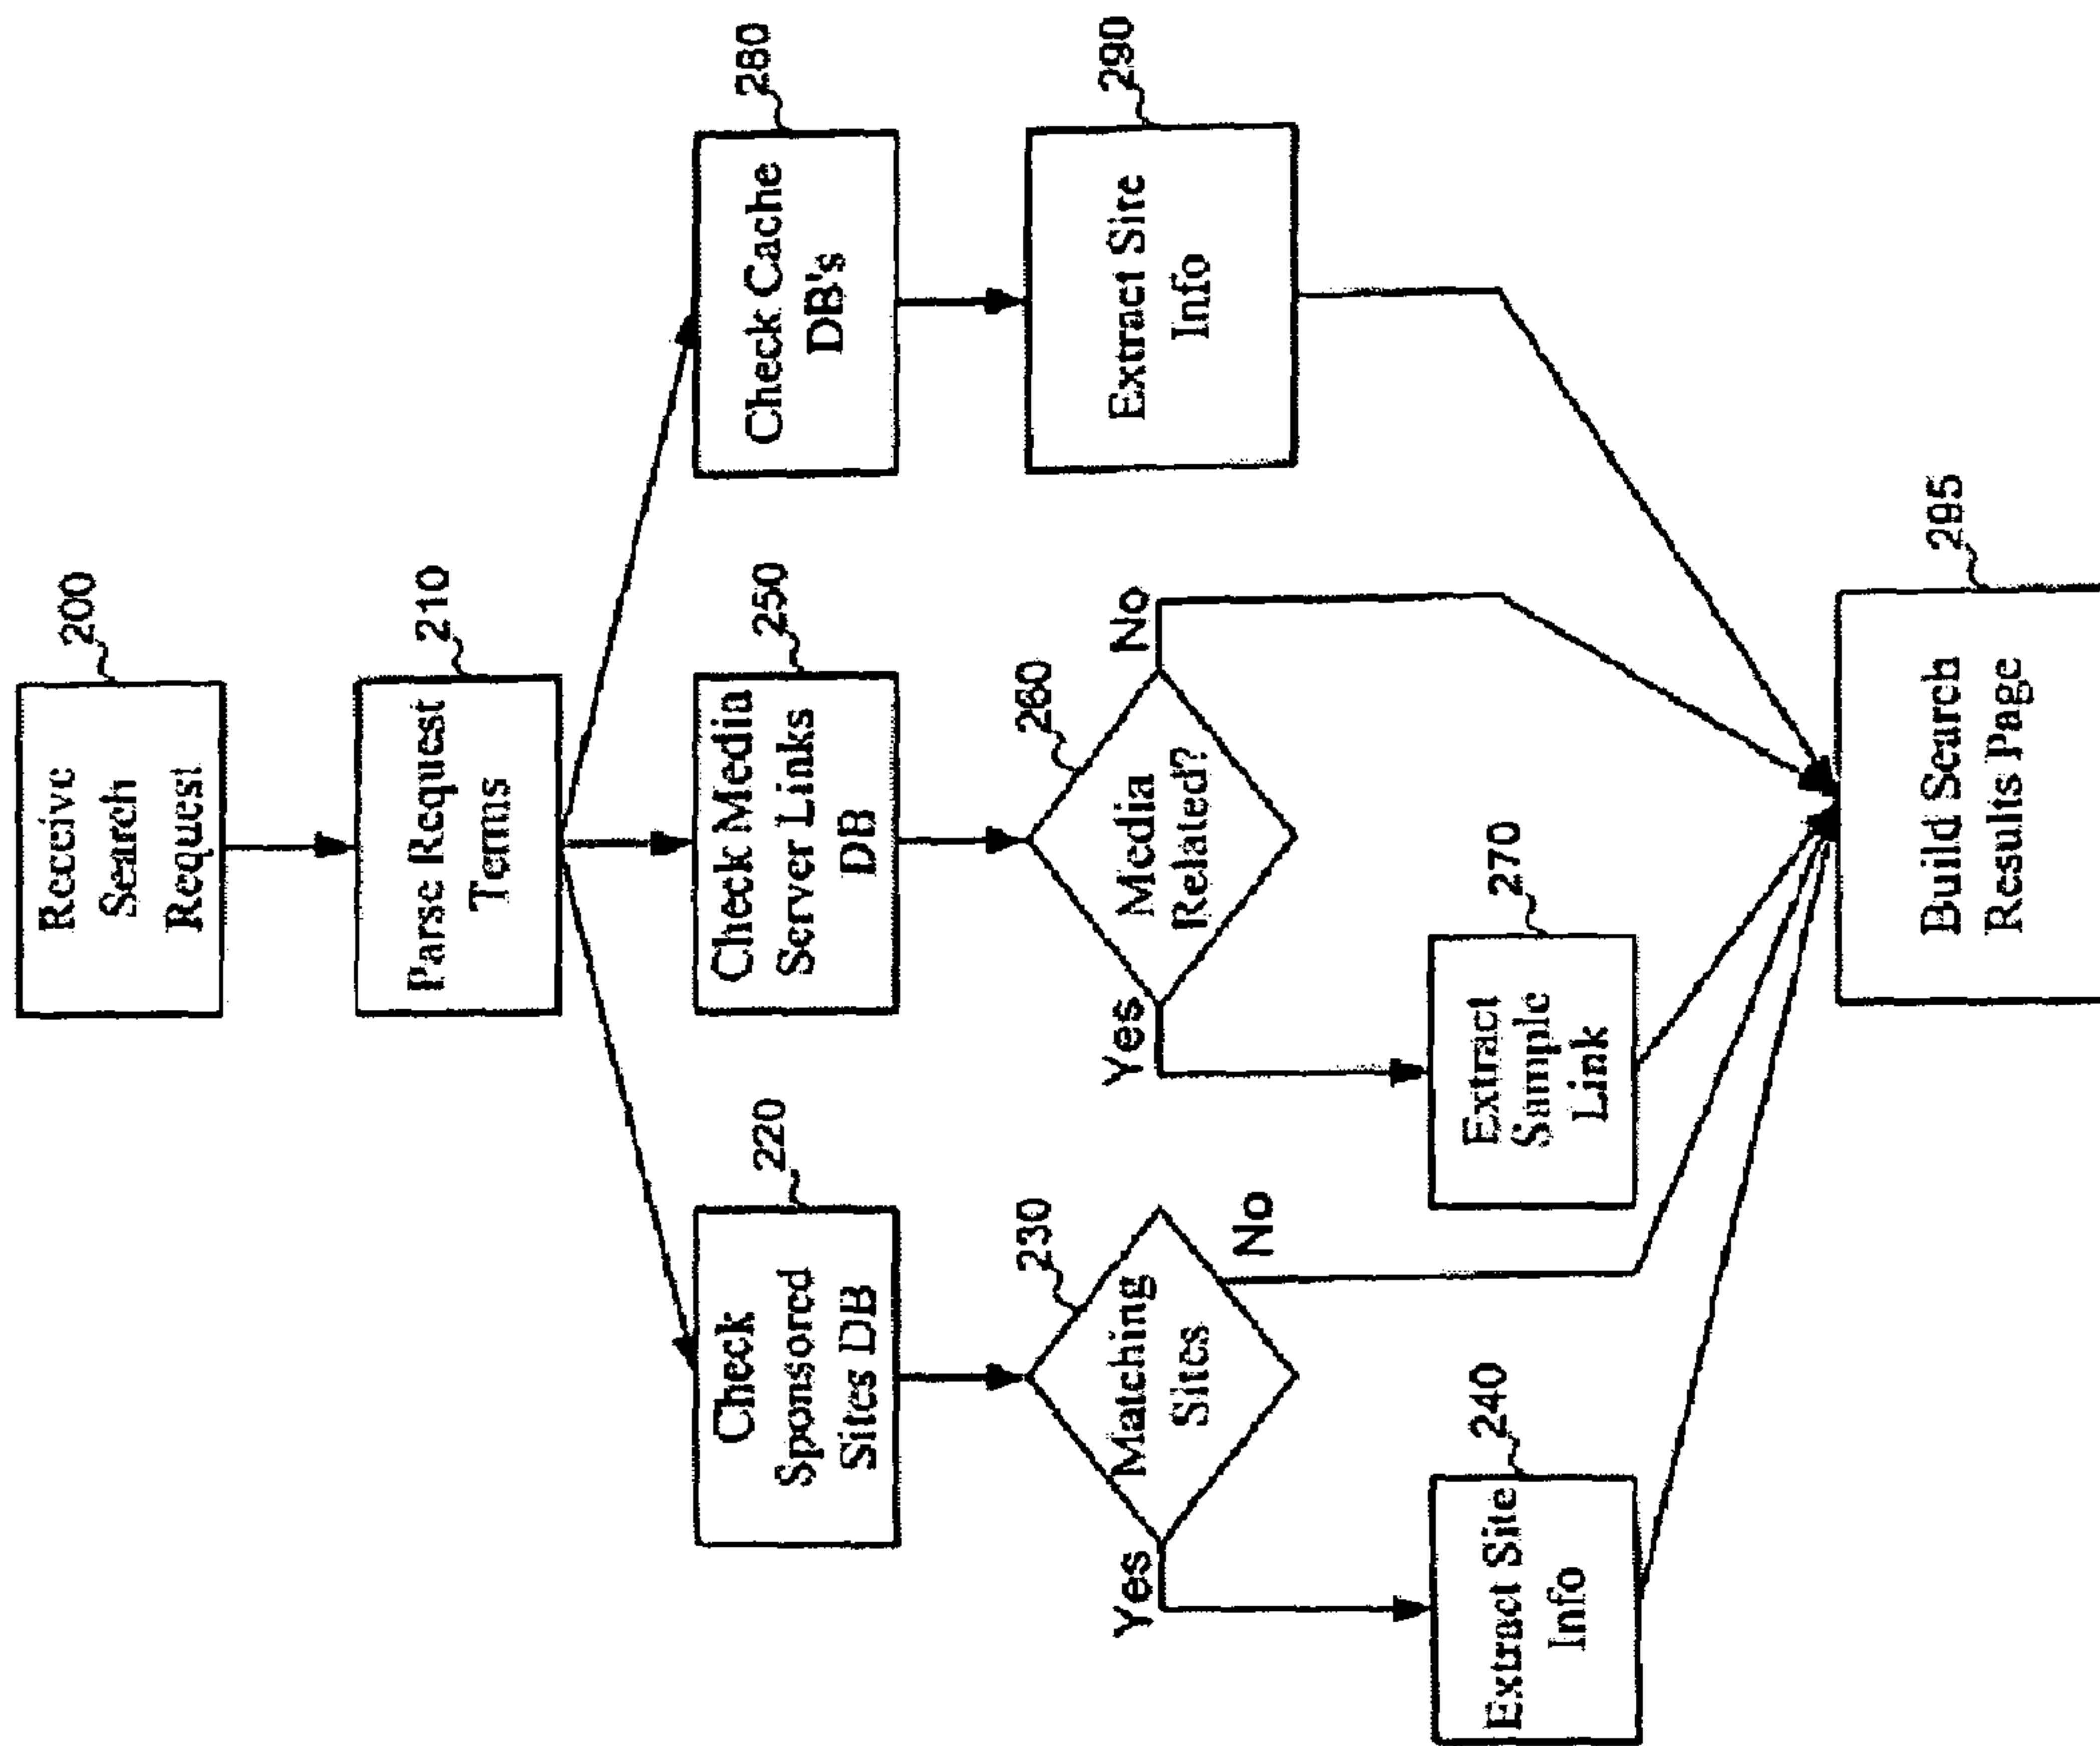 200
Receive
Search
Request
210
Parse Request
Terms
220
Check
Sponsored
Sites DB
250
Check Media
Server Links
DB
280
Check Cache
DB's
230
Matching
Sites
Yes
No
260
Media
Related?
Yes
No
290
Extract Site
Info
240
Extract Site
Info
270
Extract
Sample
Link
295
Build Search
Results Page